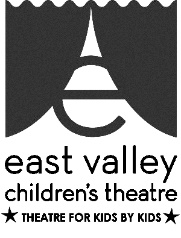 e
east valley
children's theatre
★ THEATRE FOR KIDS BY KIDS ★